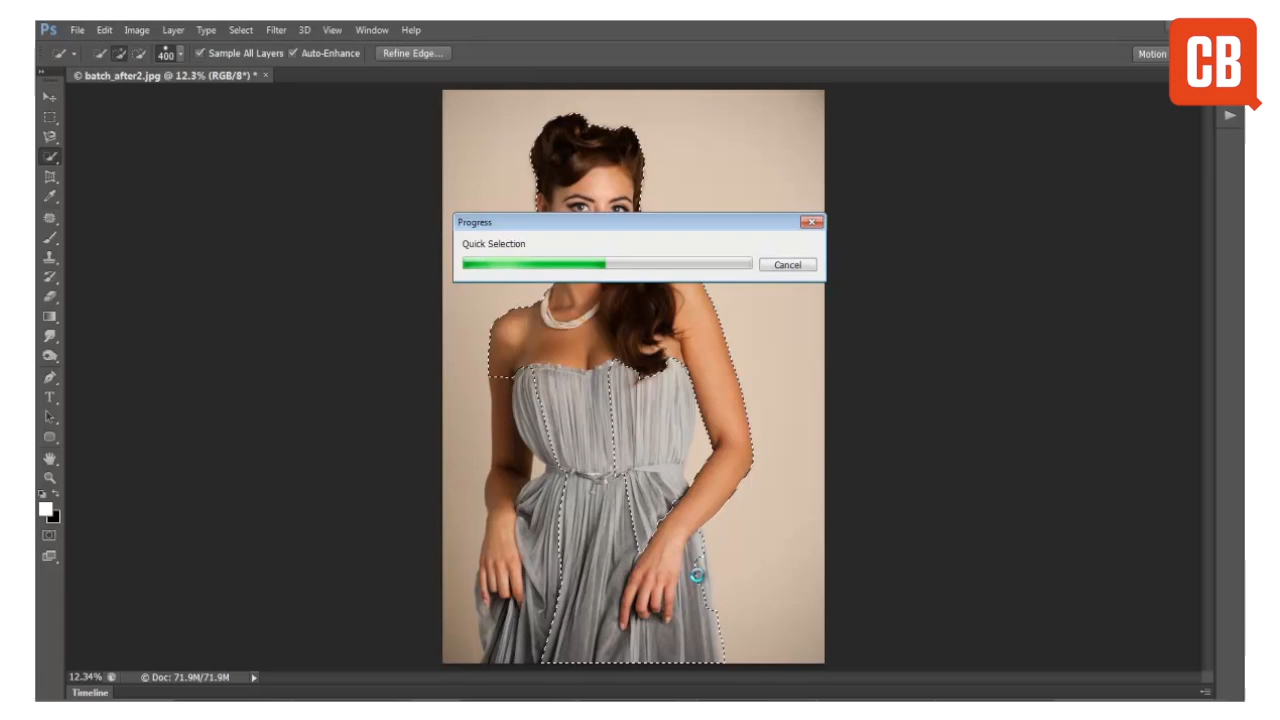 Ps File Edit Image Layer Type Select Filter 3D View Window Help
400 Sample All Layers Auto-Enhance Refine Edge... Motion
CB
© batch_after2.jpg @ 12.3% (RGB/8*) * ×
Progress
Quick Selection
Cancel
12.34% © Doc: 71.9M/71.9M
Timeline